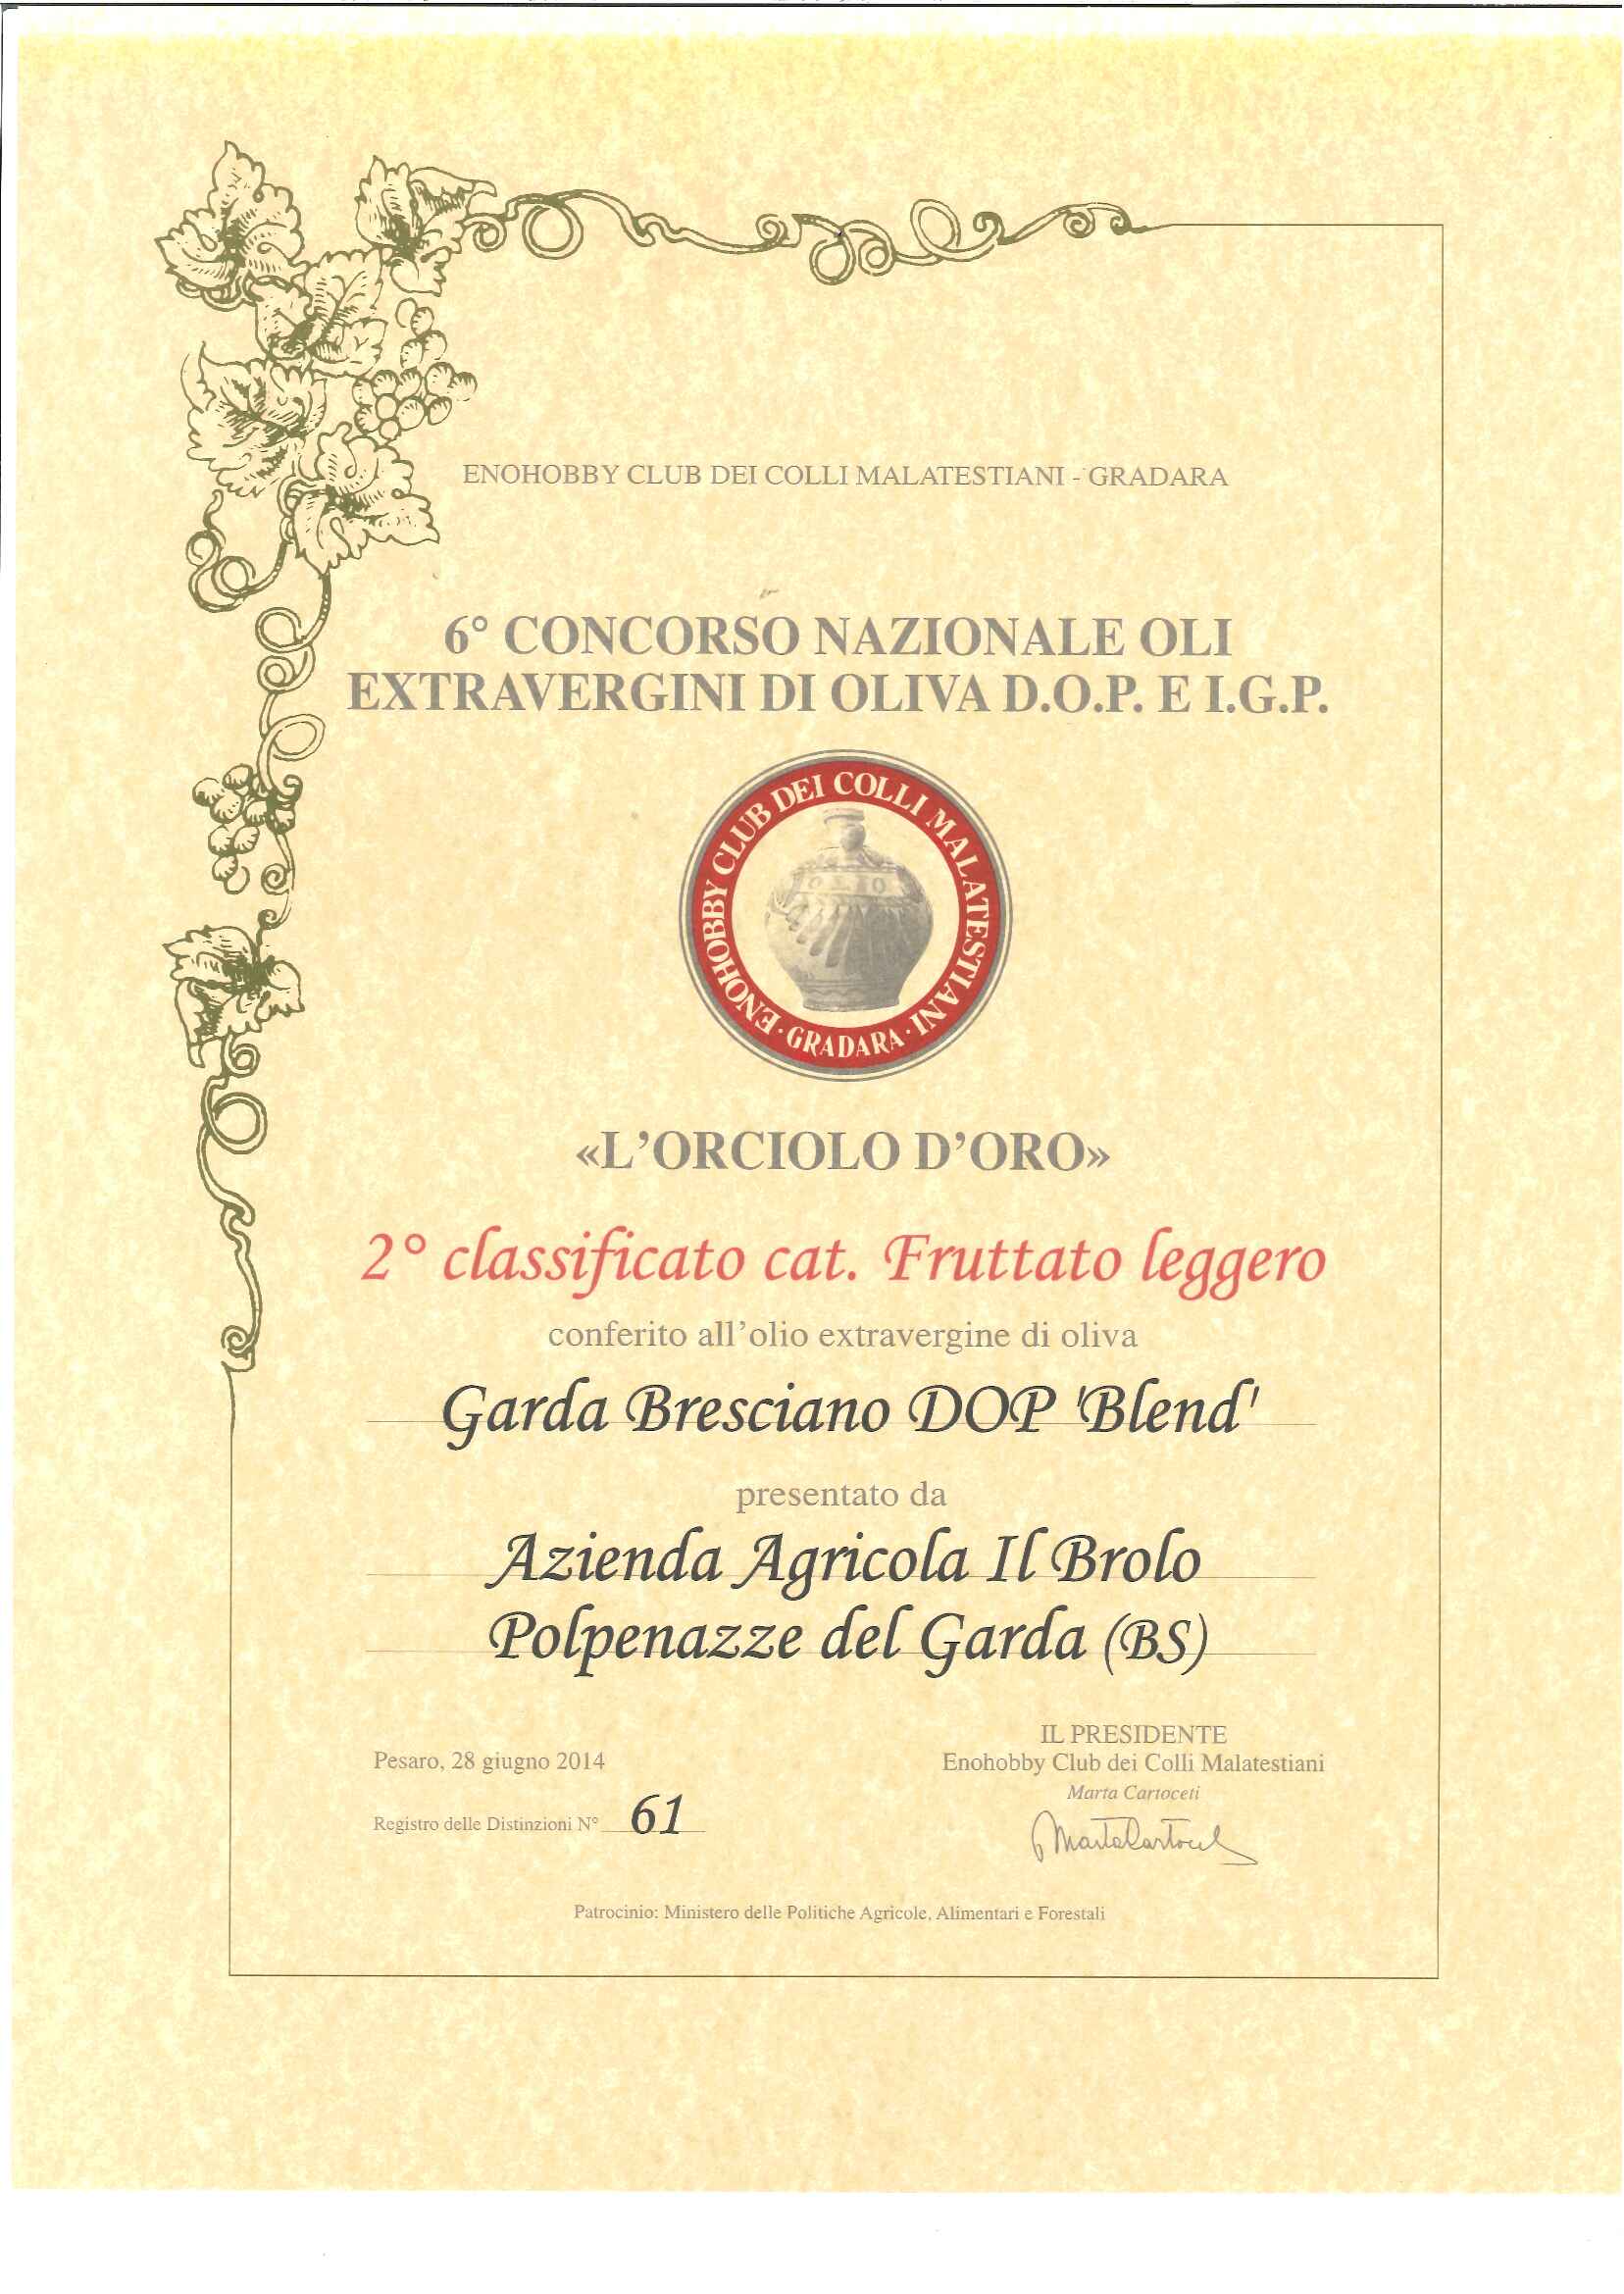 ENOHOBBY CLUB DEI COLLI MALATESTIANI - GRADARA
6° CONCORSO NAZIONALE OLI
EXTRAVERGINI DI OLIVA D.O.P. E I.G.P.
ENOHOBBY CLUB DEI COLLI MALATESTIANI
OLIO
· GRADARA ·
«L'ORCIOLO D'ORO»
2° classificato cat. Fruttato leggero
conferito all'olio extravergine di oliva
Garda Bresciano DOP 'Blend'
presentato da
Azienda Agricola Il Brolo
Polpenazze del Garda (BS)
IL PRESIDENTE
Pesaro, 28 giugno 2014
Enohobby Club dei Colli Malatestiani
Marta Cartoceti
Registro delle Distinzioni N° 61
Marta Cartoceti
Patrocinio: Ministero delle Politiche Agricole, Alimentari e Forestali